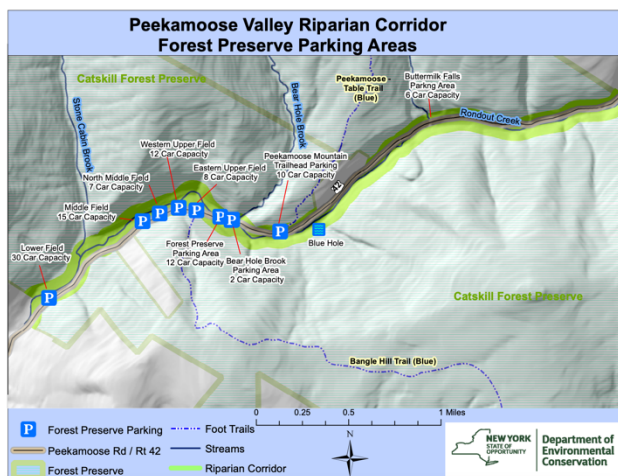 Peekamoose Valley Riparian Corridor
Forest Preserve Parking Areas
Catskill Forest Preserve
Stone Cabin Brook
Bear Hole Brook
Peekamoose -
Table Trail
(Blue)
Buttermilk Falls
Parkng Area
6 Car Capacity
Rondout Creek
Western Upper Field
12 Car Capacity
Eastern Upper Field
8 Car Capacity
Peekamoose Mountain
Trailhead Parking
10 Car Capacity
North Middle Field
7 Car Capacity
Middle Field
15 Car Capacity
42
P
P
P
P
P
P
P
Blue Hole
Forest Preserve
Parking Area
12 Car Capacity
Bear Hole Brook
Parking Area
2 Car Capacity
Lower Field
30 Car Capacity
P
Catskill Forest Preserve
Bangle Hill Trail (Blue)
P Forest Preserve Parking
Foot Trails
Peekamoose Rd / Rt 42
Streams
Forest Preserve
Riparian Corridor
0 0.25 0.5 1 Miles
N
NEW YORK
STATE OF
OPPORTUNITY
Department of
Environmental
Conservation